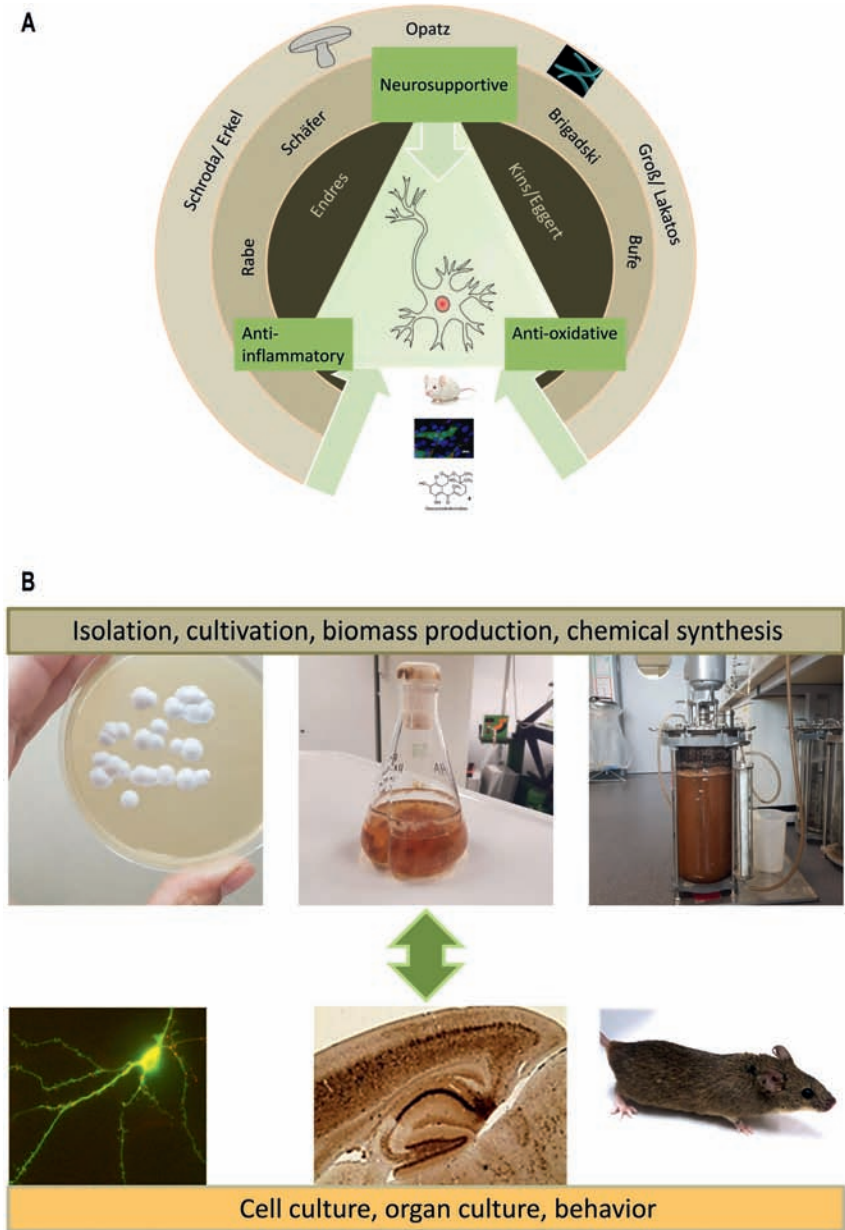 A
Opatz
Neurosupportive
Schroda/ Erkel
Schäfer
Brigadski
Groß/ Lakatos
Endres
Kins/Eggert
Rabe
Bufe
Anti-
inflammatory
Anti-oxidative
B
Isolation, cultivation, biomass production, chemical synthesis
Cell culture, organ culture, behavior